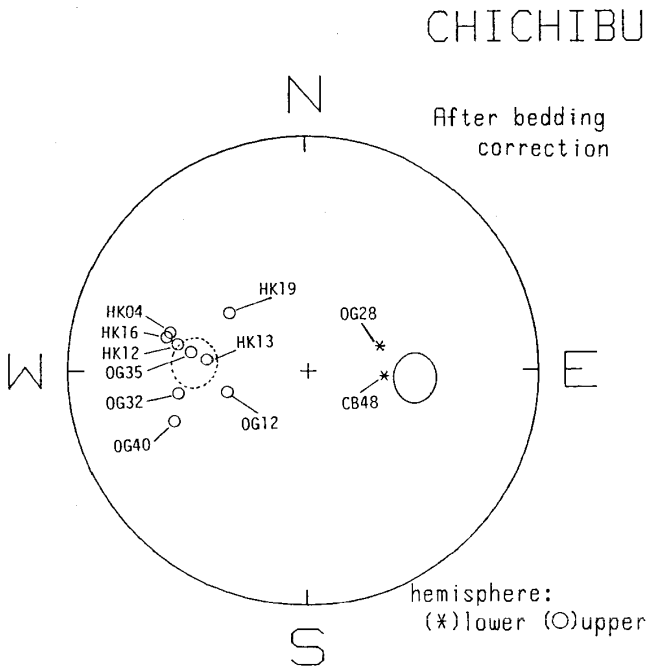 CHICHIBU
N
After bedding
correction
HK19
HK04
OG28
HK16
HK12
HK13
OG35
W
E
OG32
CB48
OG12
OG40
hemisphere:
(*)lower (O)upper
S